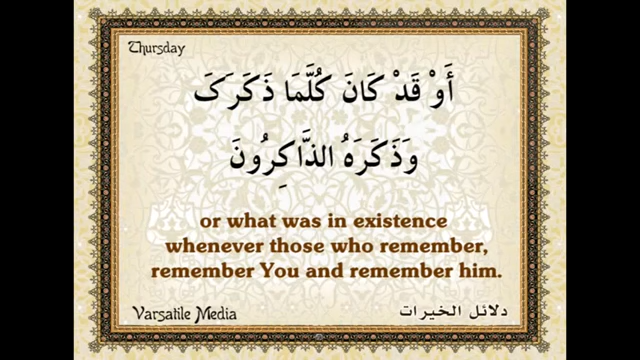 Thursday
أَوْ قَدْ كَانَ كُلَّمَا ذَكَرَكَ
وَذَكَرَهُ الذَّاكِرُونَ
or what was in existence
whenever those who remember,
remember You and remember him.
Varsatile Media دلائل الخيرات